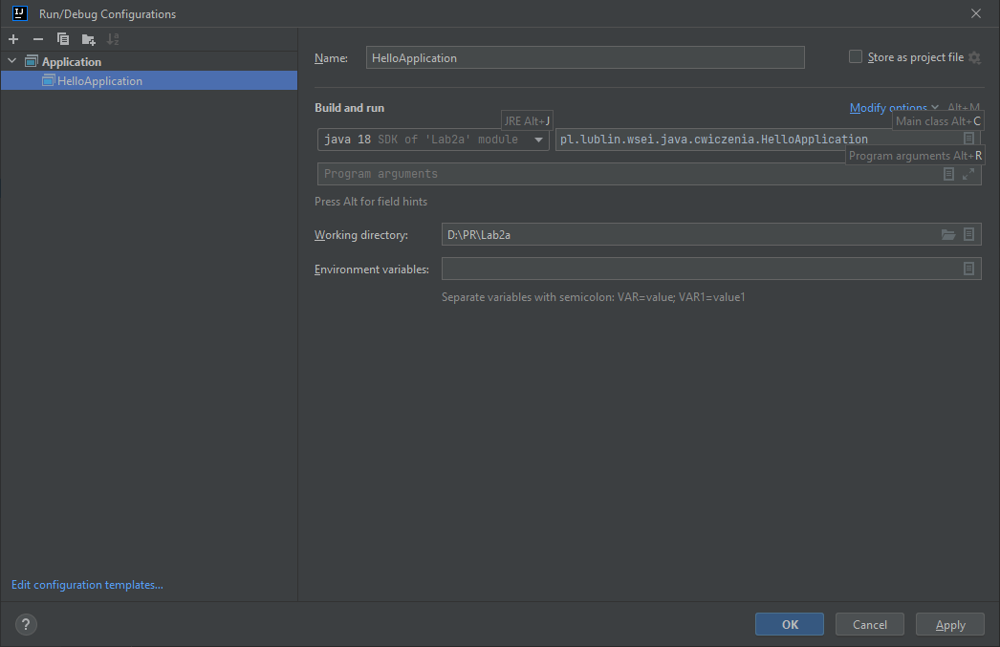 Run/Debug Configurations
Application
HelloApplication
Edit configuration templates...
Name: HelloApplication
Store as project file
Build and run
Modify options Alt+M
JRE Alt+J
Main class Alt+C
java 18 SDK of 'Lab2a' module
pl.lublin.wsei.java.cwiczenia.HelloApplication
Program arguments Alt+R
Program arguments
Press Alt for field hints
Working directory: D:\PR\Lab2a
Environment variables:
Separate variables with semicolon: VAR=value; VAR1=value1
?
OK Cancel Apply